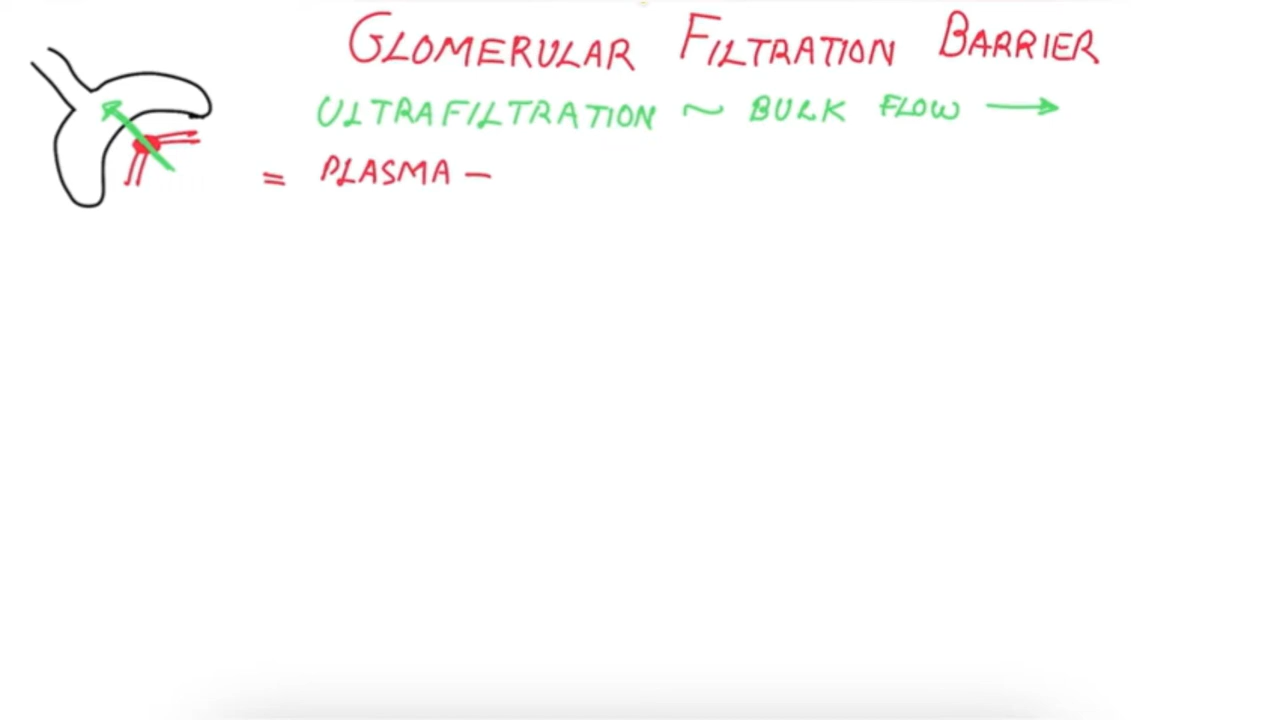 GLOMERULAR FILTRATION BARRIER
ULTRAFILTRATION ~ BULK FLOW →
= PLASMA -